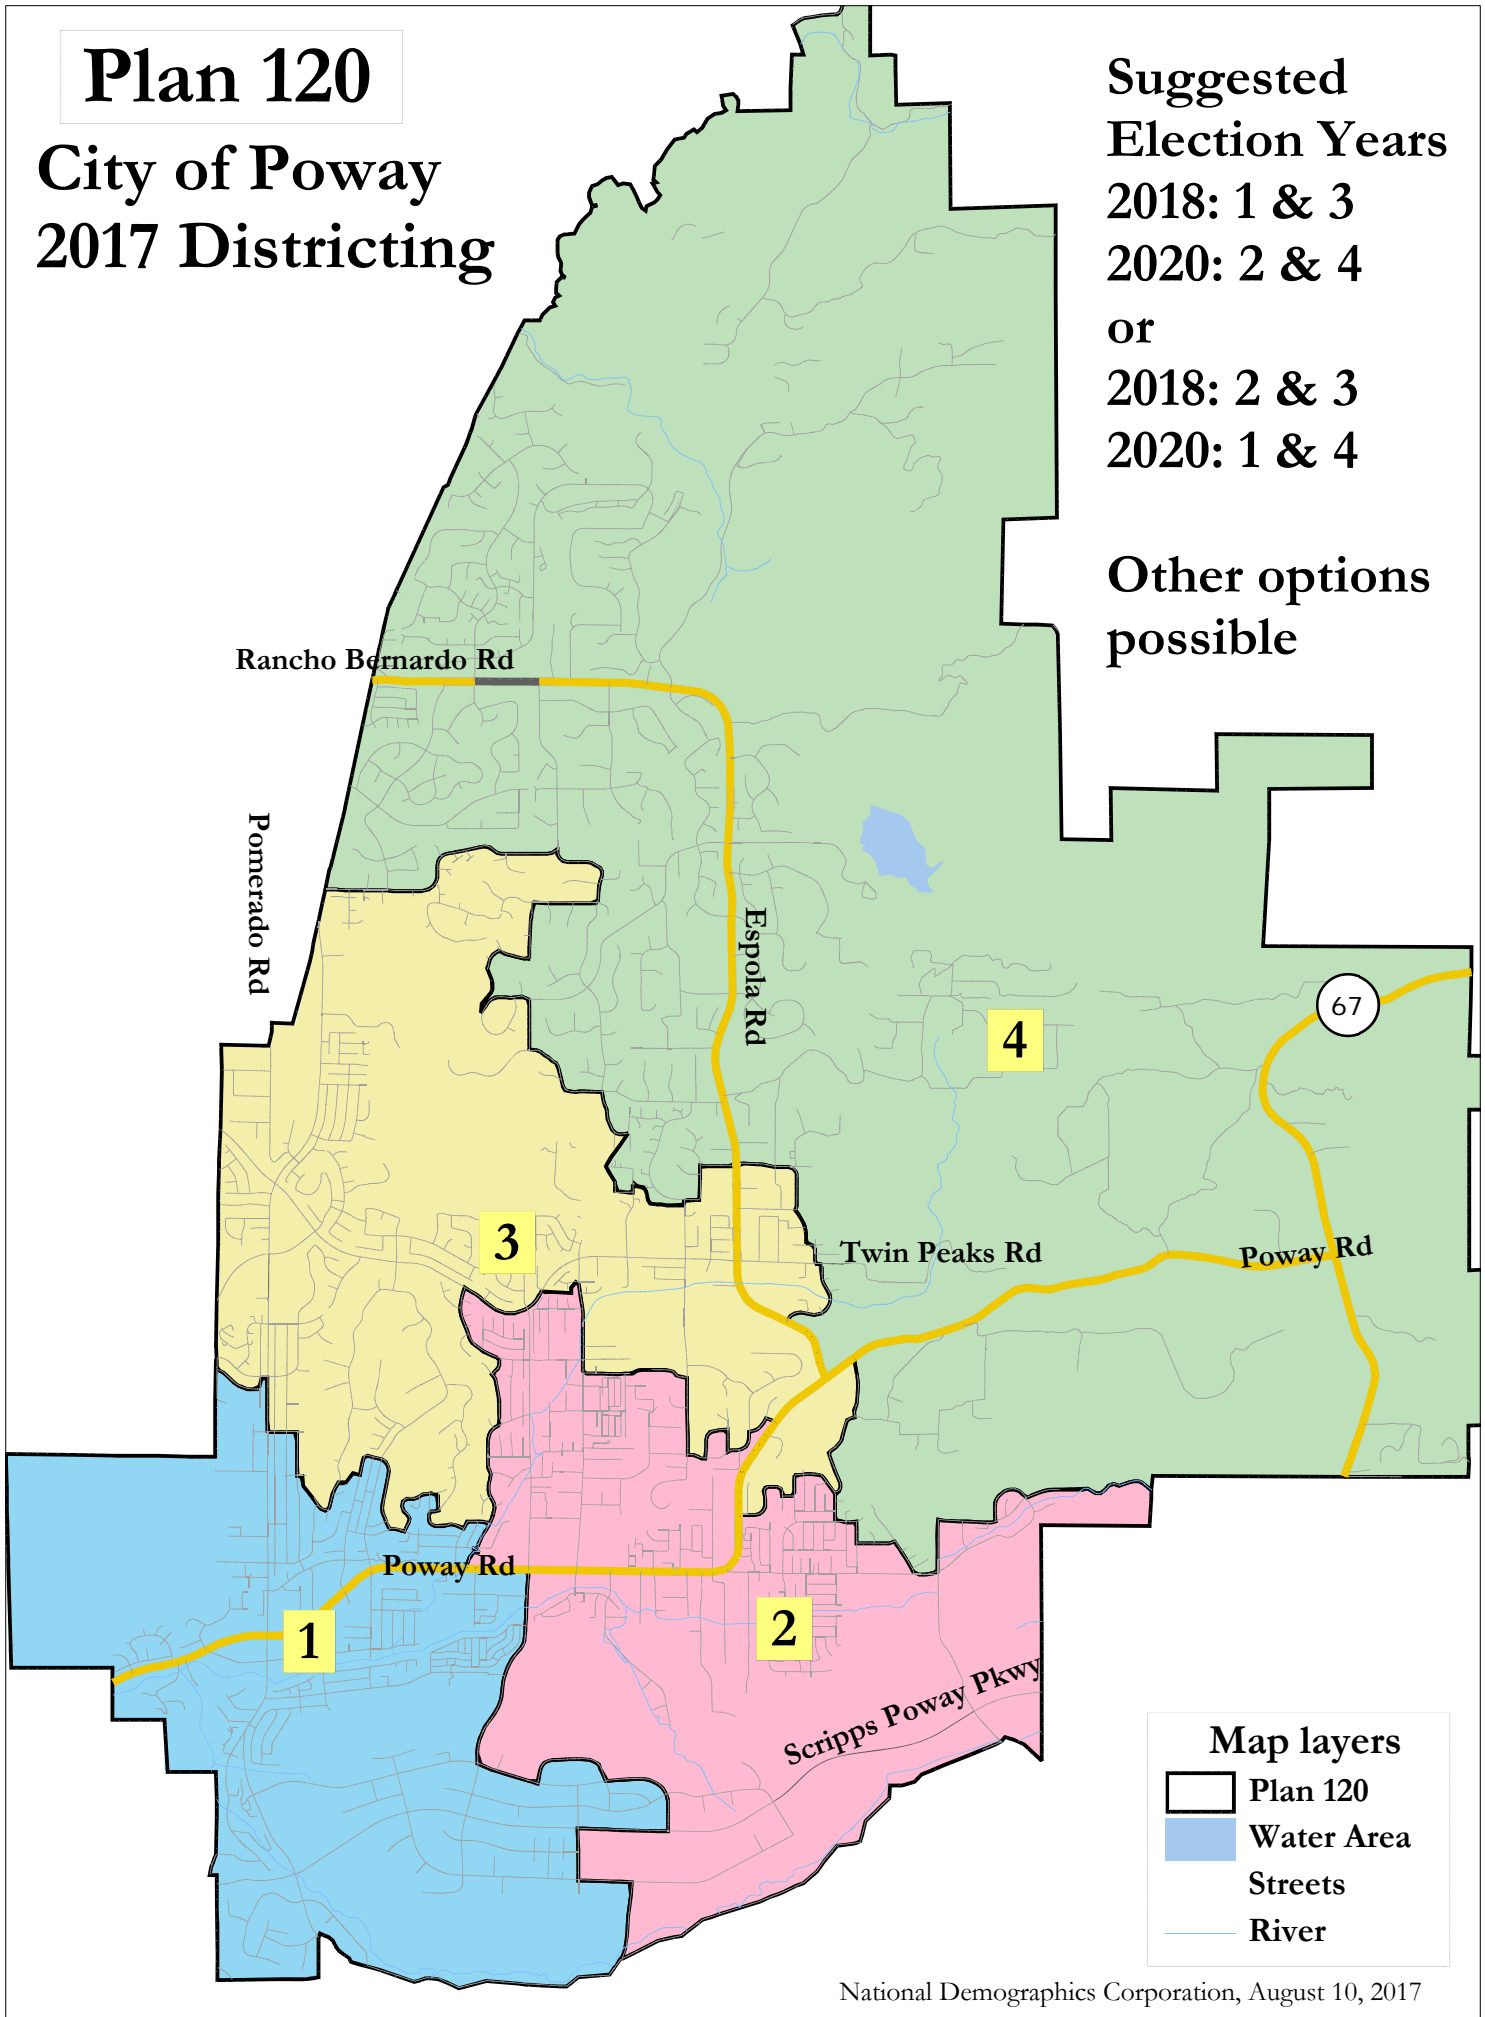 Plan 120
City of Poway
2017 Districting
Suggested
Election Years
2018: 1 & 3
2020: 2 & 4
or
2018: 2 & 3
2020: 1 & 4
Other options
possible
Rancho Bernardo Rd
Pomerado Rd
Espola Rd
67
4
3
Twin Peaks Rd
Poway Rd
Poway Rd
1
2
Scripps Poway Pkwy
Map layers
Plan 120
Water Area
Streets
River
National Demographics Corporation, August 10, 2017